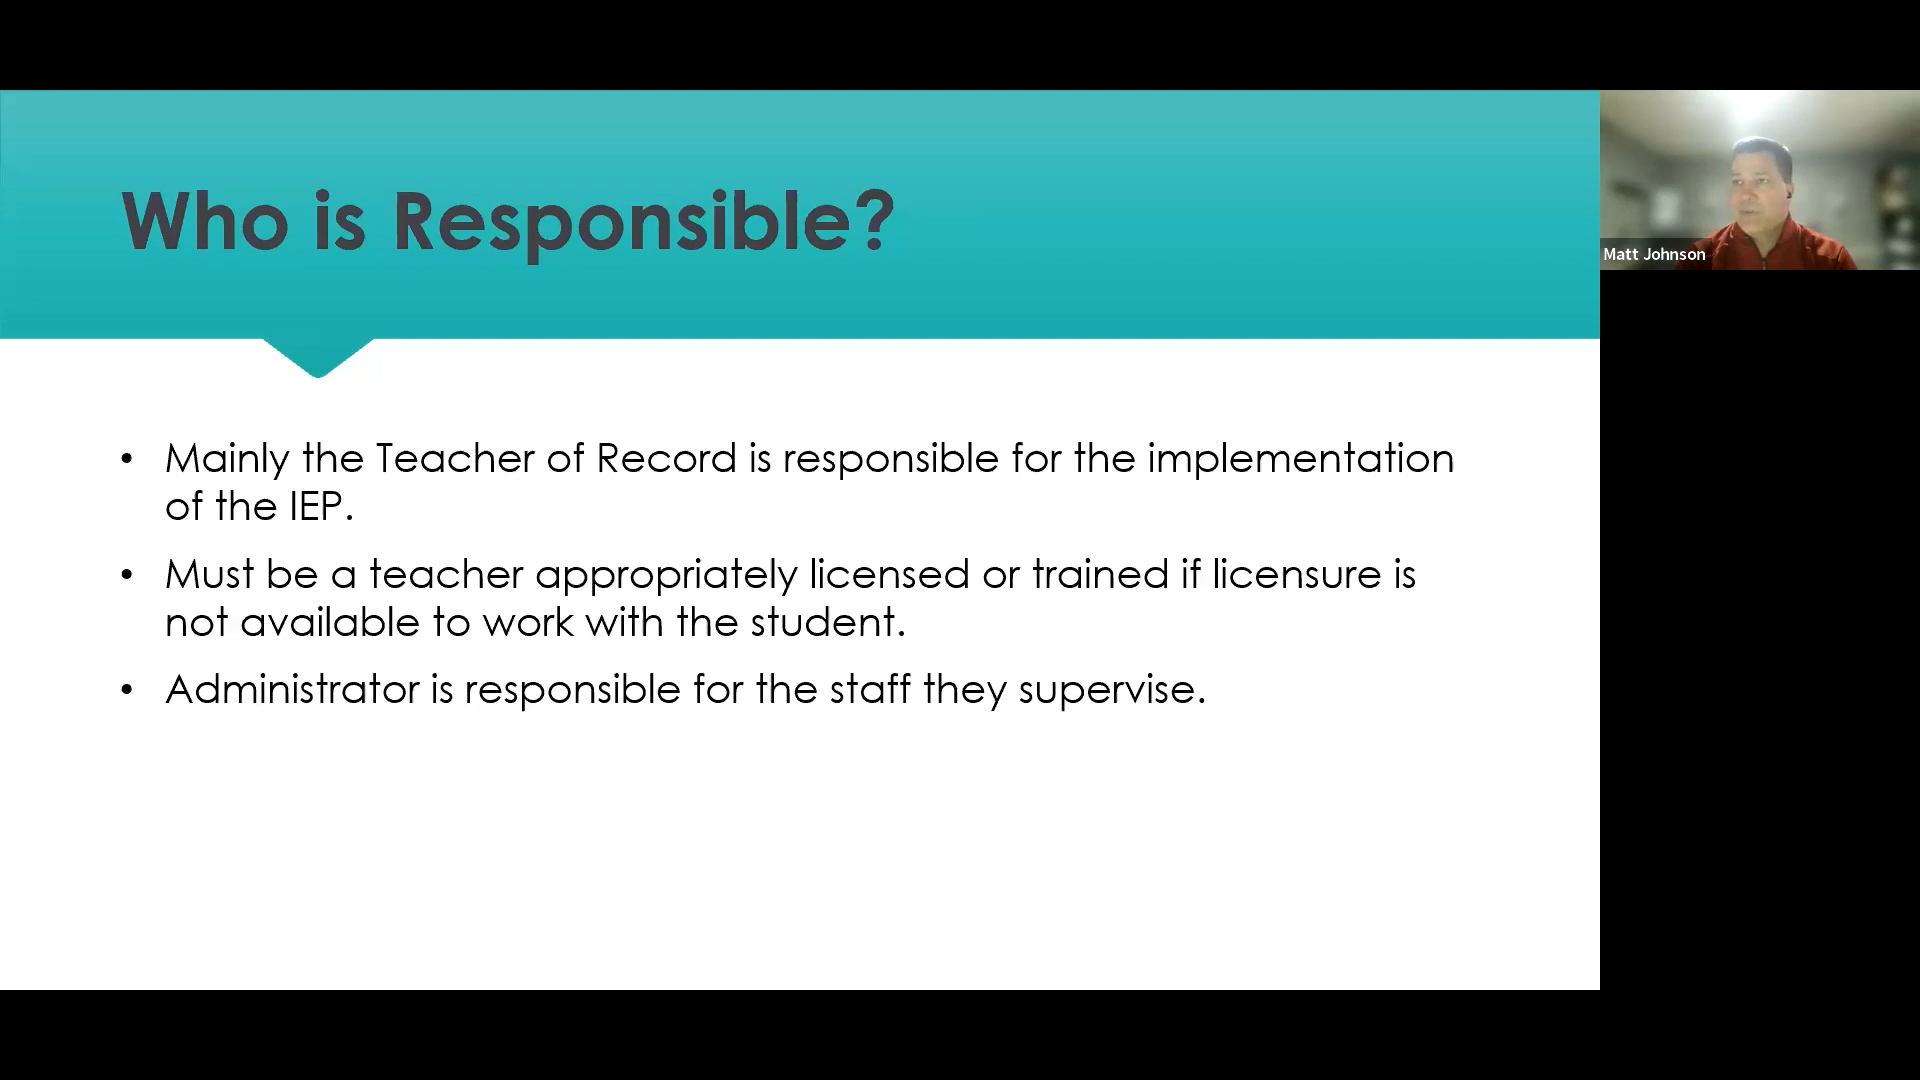 Who is Responsible?
Matt Johnson
• Mainly the Teacher of Record is responsible for the implementation
of the IEP.
• Must be a teacher appropriately licensed or trained if licensure is
not available to work with the student.
• Administrator is responsible for the staff they supervise.